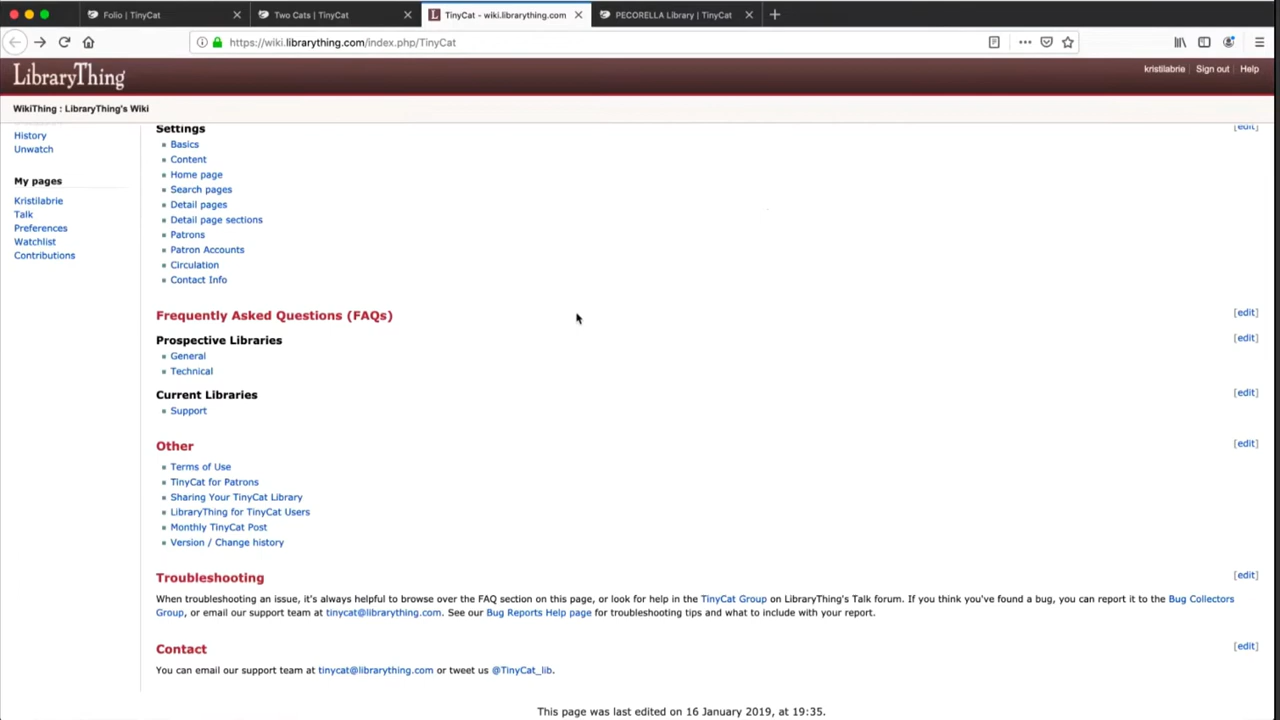 Folio | TinyCat
Two Cats | TinyCat
TinyCat - wiki.librarything.com
PECORELLA Library | TinyCat
https://wiki.librarything.com/index.php/TinyCat
LibraryThing
kristilabrie Sign out Help
WikiThing : LibraryThing's Wiki
History
Unwatch
My pages
Kristilabrie
Talk
Preferences
Watchlist
Contributions
Settings [edit]
Basics
Content
Home page
Search pages
Detail pages
Detail page sections
Patrons
Patron Accounts
Circulation
Contact Info
Frequently Asked Questions (FAQs) [edit]
Prospective Libraries [edit]
General
Technical
Current Libraries [edit]
Support
Other [edit]
Terms of Use
TinyCat for Patrons
Sharing Your TinyCat Library
LibraryThing for TinyCat Users
Monthly TinyCat Post
Version / Change history
Troubleshooting [edit]
When troubleshooting an issue, it's always helpful to browse over the FAQ section on this page, or look for help in the TinyCat Group on LibraryThing's Talk forum. If you think you've found a bug, you can report it to the Bug Collectors
Group, or email our support team at tinycat@librarything.com. See our Bug Reports Help page for troubleshooting tips and what to include with your report.
Contact [edit]
You can email our support team at tinycat@librarything.com or tweet us @TinyCat_lib.
This page was last edited on 16 January 2019, at 19:35.